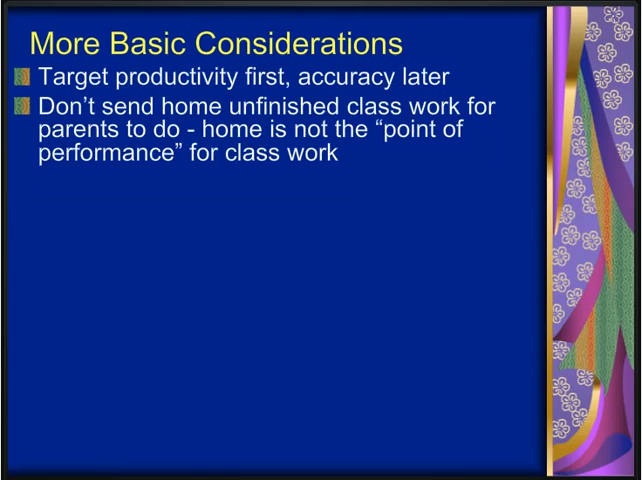 More Basic Considerations
Target productivity first, accuracy later
Don’t send home unfinished class work for
parents to do - home is not the “point of
performance” for class work